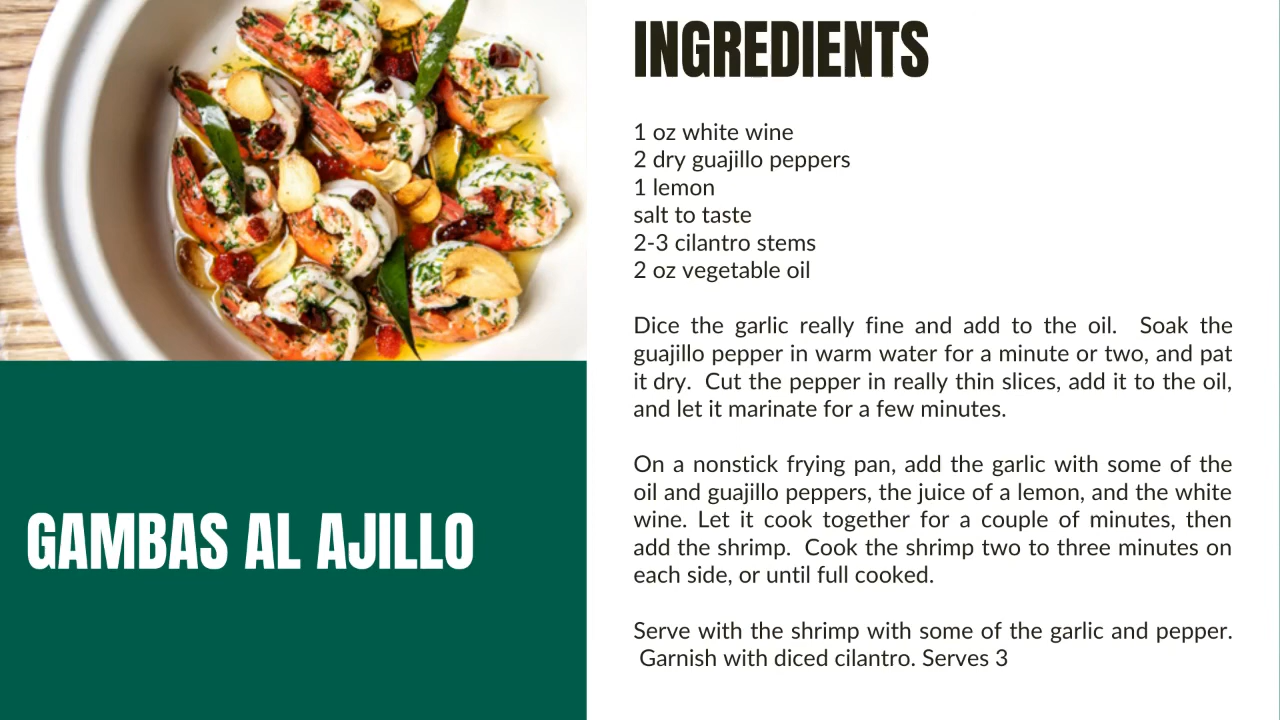 INGREDIENTS
1 oz white wine
2 dry guajillo peppers
1 lemon
salt to taste
2-3 cilantro stems
2 oz vegetable oil
Dice the garlic really fine and add to the oil.  Soak the
guajillo pepper in warm water for a minute or two, and pat
it dry.  Cut the pepper in really thin slices, add it to the oil,
and let it marinate for a few minutes.
On a nonstick frying pan, add the garlic with some of the
oil and guajillo peppers, the juice of a lemon, and the white
wine. Let it cook together for a couple of minutes, then
add the shrimp.  Cook the shrimp two to three minutes on
each side, or until full cooked.
Serve with the shrimp with some of the garlic and pepper.
Garnish with diced cilantro. Serves 3
GAMBAS AL AJILLO